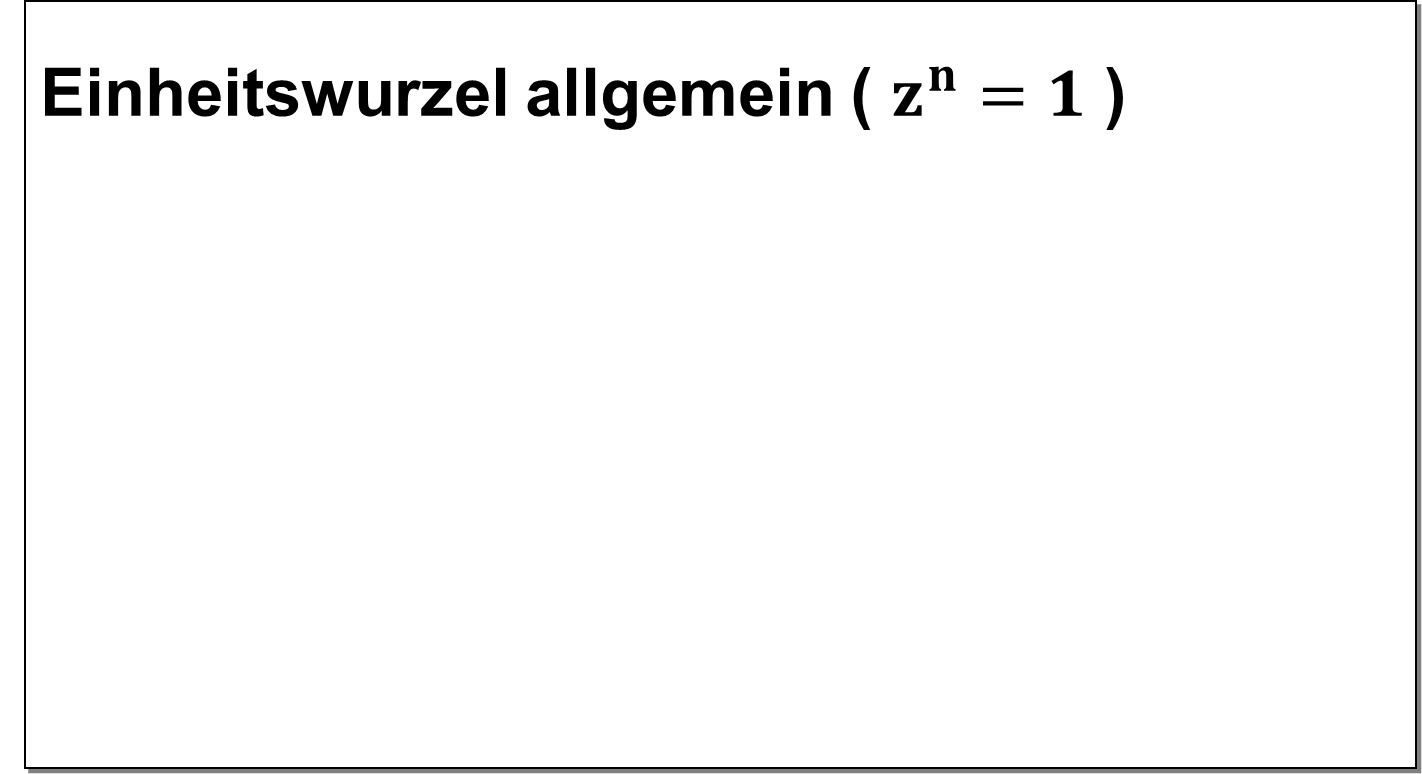 Einheitswurzel allgemein ( zⁿ = 1 )